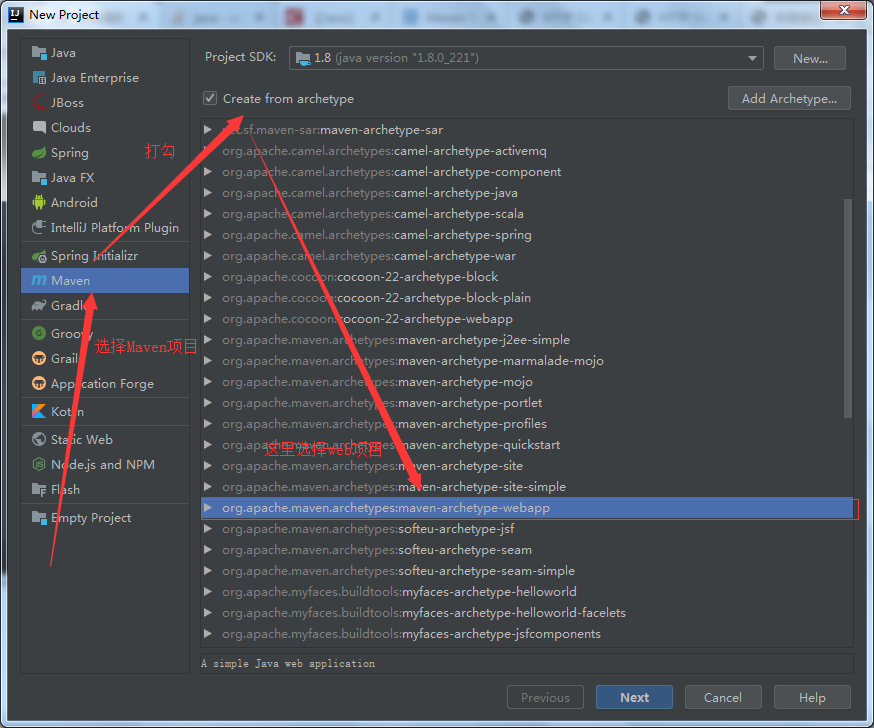 New Project
Java
Java Enterprise
JBoss
Clouds
Spring
Java FX
Android
IntelliJ Platform Plugin
Spring Initializr
Maven
Gradle
Groovy
Grails
Application Forge
Kotlin
Static Web
Node.js and NPM
Flash
Empty Project
打勾
选择Maven项目
Project SDK:
1.8 (java version "1.8.0_221")
New...
Create from archetype
Add Archetype...
net.sf.maven-sar:maven-archetype-sar
org.apache.camel.archetypes:camel-archetype-activemq
org.apache.camel.archetypes:camel-archetype-component
org.apache.camel.archetypes:camel-archetype-java
org.apache.camel.archetypes:camel-archetype-scala
org.apache.camel.archetypes:camel-archetype-spring
org.apache.camel.archetypes:camel-archetype-war
org.apache.cocoon:cocoon-22-archetype-block
org.apache.cocoon:cocoon-22-archetype-block-plain
org.apache.cocoon:cocoon-22-archetype-webapp
org.apache.maven.archetypes:maven-archetype-j2ee-simple
org.apache.maven.archetypes:maven-archetype-marmalade-mojo
org.apache.maven.archetypes:maven-archetype-mojo
org.apache.maven.archetypes:maven-archetype-portlet
org.apache.maven.archetypes:maven-archetype-profiles
org.apache.maven.archetypes:maven-archetype-quickstart
这里选择web项目
org.apache.maven.archetypes:maven-archetype-site
org.apache.maven.archetypes:maven-archetype-site-simple
org.apache.maven.archetypes:maven-archetype-webapp
org.apache.maven.archetypes:softeu-archetype-jsf
org.apache.maven.archetypes:softeu-archetype-seam
org.apache.maven.archetypes:softeu-archetype-seam-simple
org.apache.myfaces.buildtools:myfaces-archetype-helloworld
org.apache.myfaces.buildtools:myfaces-archetype-helloworld-facelets
org.apache.myfaces.buildtools:myfaces-archetype-jsfcomponents
A simple Java web application
Previous
Next
Cancel
Help